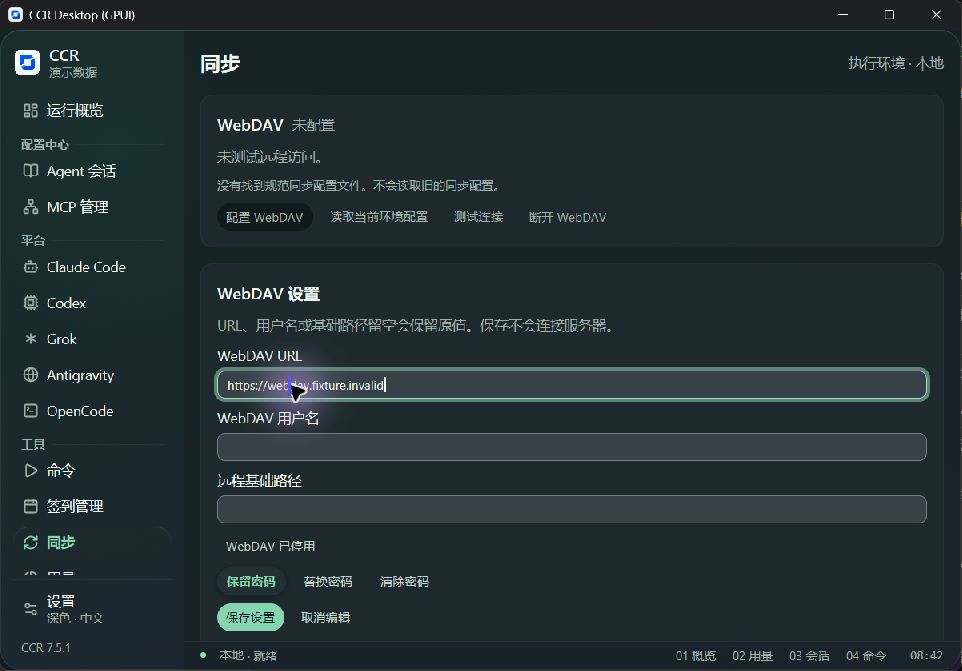 CCR Desktop (GPUI)
CCR
演示数据
运行概览
配置中心
Agent 会话
MCP 管理
平台
Claude Code
Codex
Grok
Antigravity
OpenCode
工具
命令
签到管理
同步
设置
深色 · 中文
CCR 7.5.1
同步
执行环境 · 本地
WebDAV 未配置
未测试远程访问。
没有找到规范同步配置文件。不会读取旧的同步配置。
配置 WebDAV 读取当前环境配置 测试连接 断开 WebDAV
WebDAV 设置
URL、用户名或基础路径留空会保留原值。保存不会连接服务器。
WebDAV URL
https://webdav.fixture.invalid
WebDAV 用户名
远程基础路径
WebDAV 已停用
保留密码 替换密码 清除密码
保存设置 取消编辑
本地 · 就绪
01 概览 02 用量 03 会话 04 命令 08:42